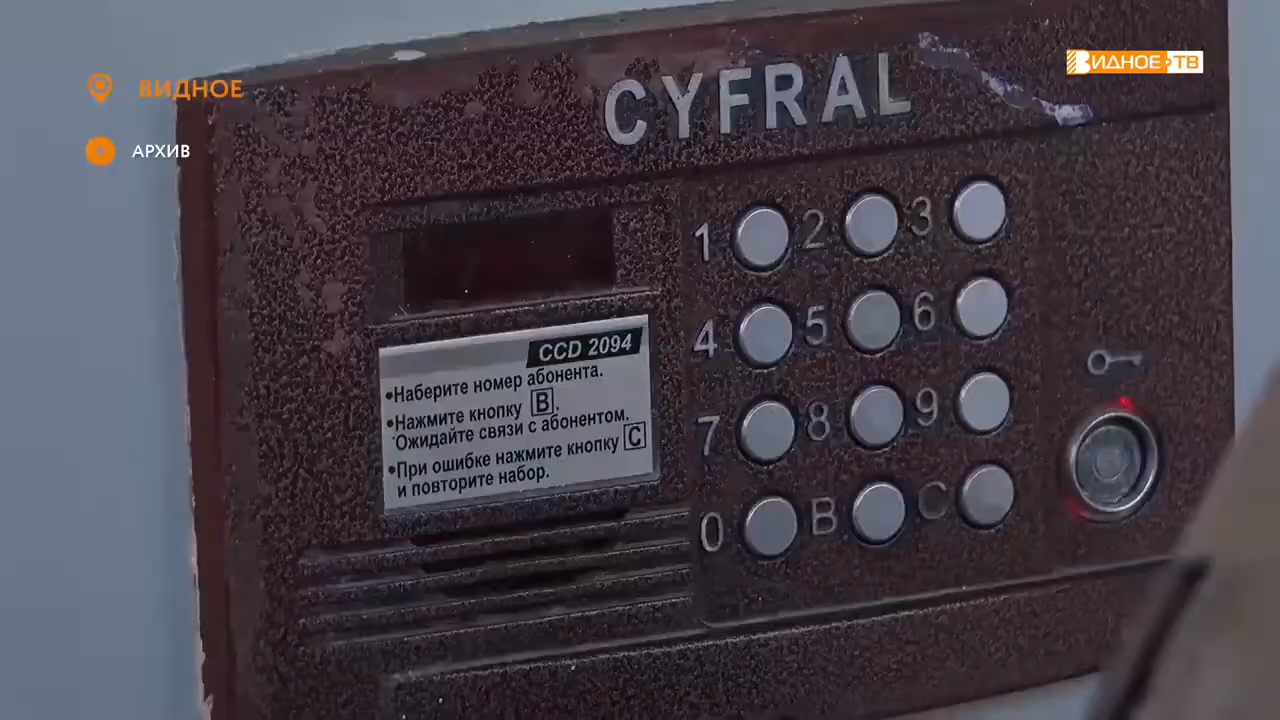 ВИДНОЕ
ВИДНОЕ ТВ
АРХИВ
CYFRAL
1 2 3
4 5 6
7 8 9
0 B C
CCD 2094
•Наберите номер абонента.
•Нажмите кнопку B.
Ожидайте связи с абонентом.
•При ошибке нажмите кнопку C
и повторите набор.